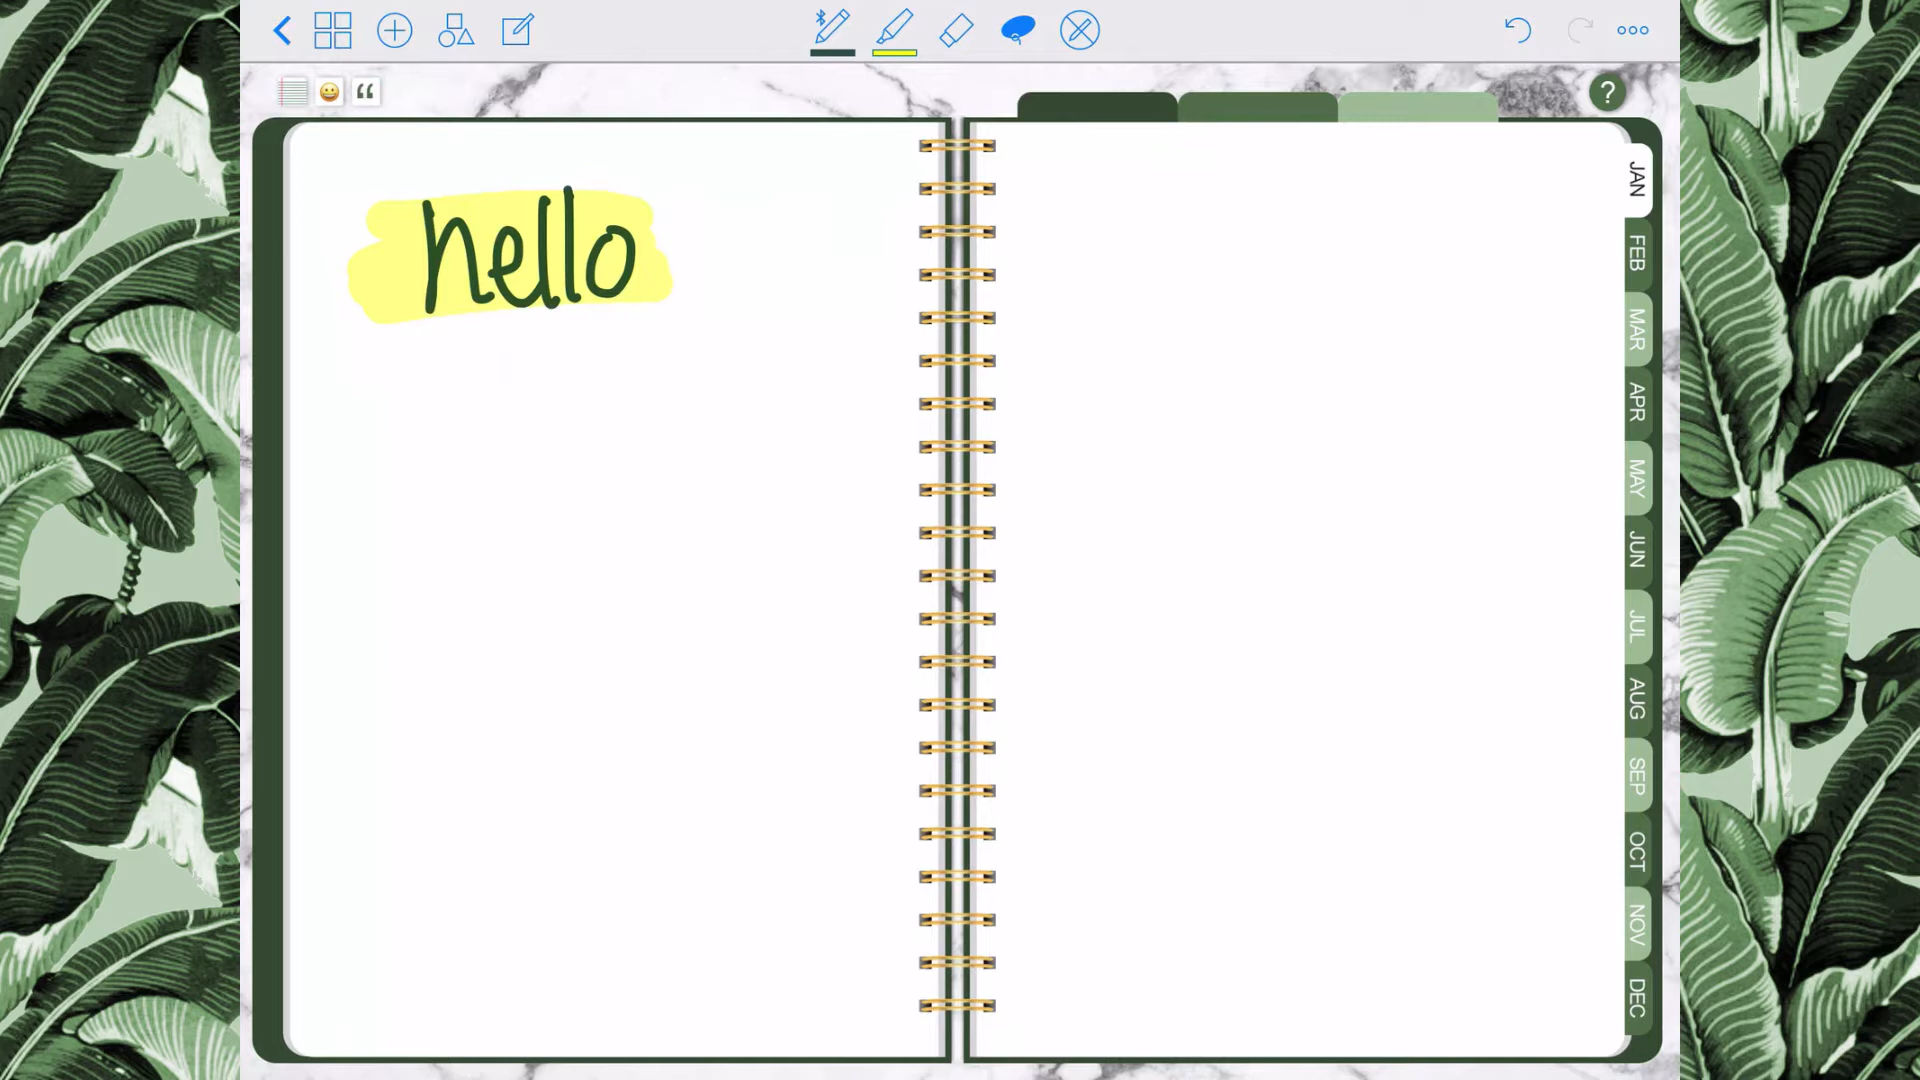 “
?
hello
JAN
FEB
MAR
APR
MAY
JUN
JUL
AUG
SEP
OCT
NOV
DEC